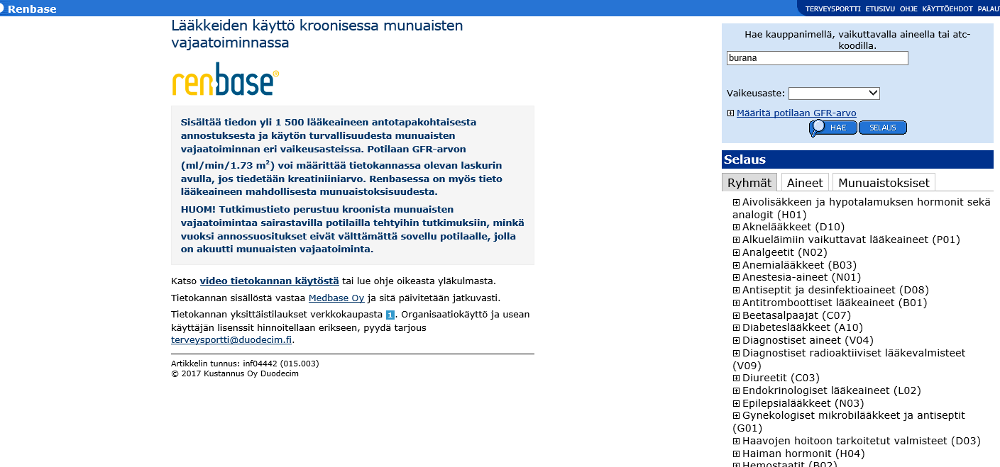 Renbase
TERVEYSPORTTI ETUSIVU OHJE KÄYTTÖEHDOT PALAUT
Lääkkeiden käyttö kroonisessa munuaisten
vajaatoiminnassa
renbase®
Sisältää tiedon yli 1 500 lääkeaineen antotapakohtaisesta
annostuksesta ja käytön turvallisuudesta munuaisten
vajaatoiminnan eri vaikeusasteissa. Potilaan GFR-arvon
(ml/min/1.73 m²) voi määrittää tietokannassa olevan laskurin
avulla, jos tiedetään kreatiniiniarvo. Renbasessa on myös tieto
lääkeaineen mahdollisesta munuaistoksisuudesta.
HUOM! Tutkimustieto perustuu kroonista munuaisten
vajaatoimintaa sairastavilla potilailla tehtyihin tutkimuksiin, minkä
vuoksi annossuositukset eivät välttämättä sovellu potilaalle, jolla
on akuutti munuaisten vajaatoiminta.
Katso video tietokannan käytöstä tai lue ohje oikeasta yläkulmasta.
Tietokannan sisällöstä vastaa Medbase Oy ja sitä päivitetään jatkuvasti.
Tietokannan yksittäistilaukset verkkokaupasta 1. Organisaatiokäyttö ja usean
käyttäjän lisenssit hinnoitellaan erikseen, pyydä tarjous
terveysportti@duodecim.fi.
Artikkelin tunnus: inf04442 (015.003)
© 2017 Kustannus Oy Duodecim
Hae kauppanimellä, vaikuttavalla aineella tai atc-
koodilla.
burana
Vaikeusaste:
Määritä potilaan GFR-arvo
HAE SELAUS
Selaus
Ryhmät Aineet Munuaistoksiset
Aivolisäkkeen ja hypotalamuksen hormonit sekä
analogit (H01)
Aknelääkkeet (D10)
Alkueläimiin vaikuttavat lääkeaineet (P01)
Analgeetit (N02)
Anemialääkkeet (B03)
Anestesia-aineet (N01)
Antiseptit ja desinfektioaineet (D08)
Antitromboottiset lääkeaineet (B01)
Beetasalpaajat (C07)
Diabeteslääkkeet (A10)
Diagnostiset aineet (V04)
Diagnostiset radioaktiiviset lääkevalmisteet
(V09)
Diureetit (C03)
Endokrinologiset lääkeaineet (L02)
Epilepsialääkkeet (N03)
Gynekologiset mikrobilääkkeet ja antiseptit
(G01)
Haavojen hoitoon tarkoitetut valmisteet (D03)
Haiman hormonit (H04)
Hemostaatit (B02)